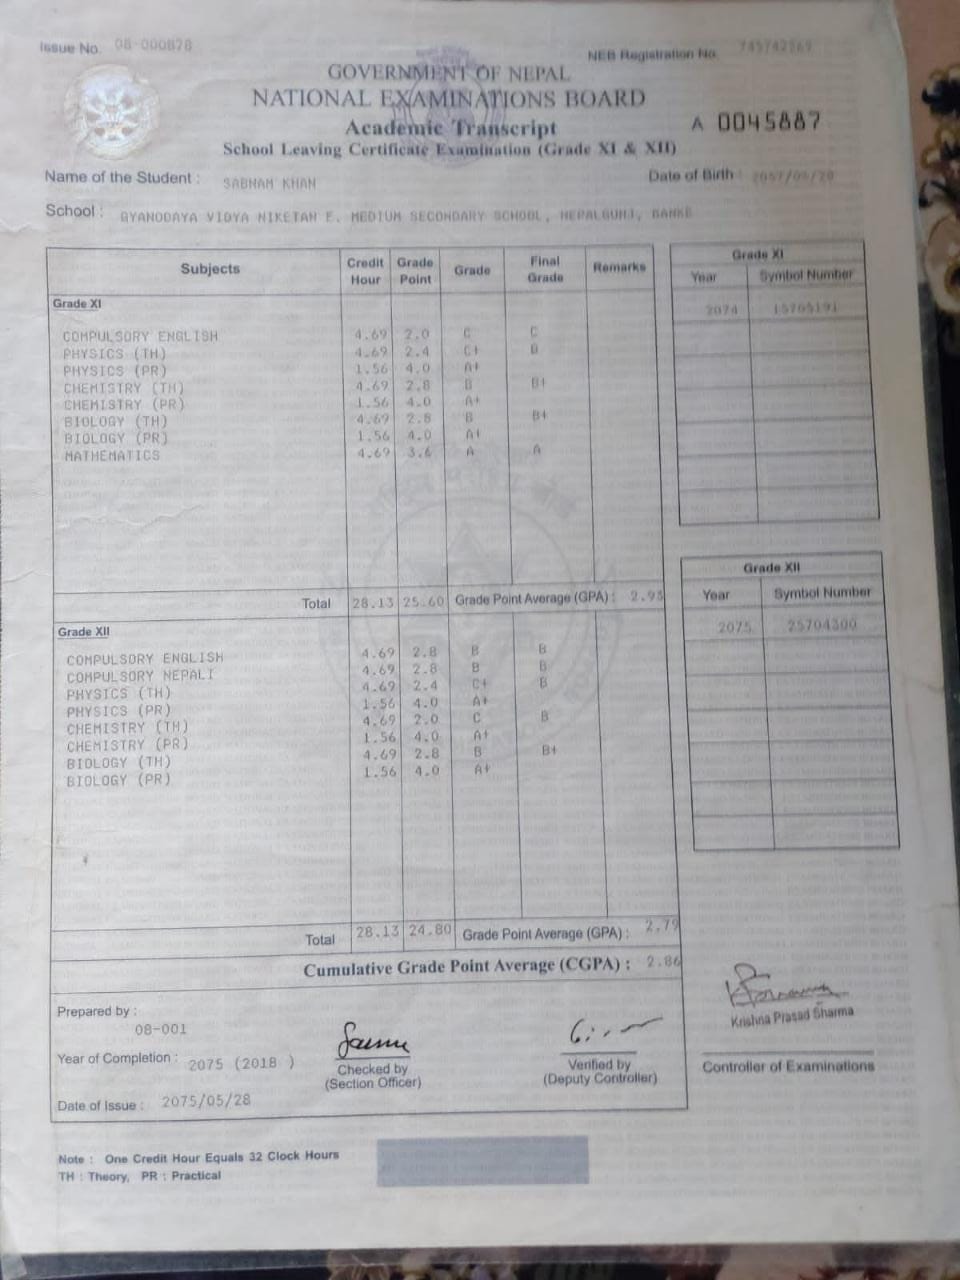 Issue No. 08-000878
NEB Registration No.
GOVERNMENT OF NEPAL
NATIONAL EXAMINATIONS BOARD
Academic Transcript
A 0045887
School Leaving Certificate Examination (Grade XI & XII)
Name of the Student : SABNAM KHAN
Date of Birth :
School : GYANODAYA VIDYA NIKETAN E. MEDIUM SECONDARY SCHOOL, NEPALGUNJ, BANKE
Subjects Credit Hour Grade Point Grade Final Grade Remarks
Grade XI
Year Symbol Number
2074 15705191
Grade XI
COMPULSORY ENGLISH 4.69 2.0 C C
PHYSICS (TH) 4.69 2.4 C+ B
PHYSICS (PR) 1.56 4.0 A+
CHEMISTRY (TH) 4.69 2.8 B B+
CHEMISTRY (PR) 1.56 4.0 A+
BIOLOGY (TH) 4.69 2.8 B B+
BIOLOGY (PR) 1.56 4.0 A+
MATHEMATICS 4.69 3.6 A A
Total 28.13 25.60 Grade Point Average (GPA) : 2.93
Grade XII
Year Symbol Number
2075 25704300
Grade XII
COMPULSORY ENGLISH 4.69 2.8 B B
COMPULSORY NEPALI 4.69 2.8 B B
PHYSICS (TH) 4.69 2.4 C+ B
PHYSICS (PR) 1.56 4.0 A+
CHEMISTRY (TH) 4.69 2.0 C B
CHEMISTRY (PR) 1.56 4.0 A+
BIOLOGY (TH) 4.69 2.8 B B+
BIOLOGY (PR) 1.56 4.0 A+
Total 28.13 24.80 Grade Point Average (GPA) : 2.79
Cumulative Grade Point Average (CGPA) : 2.86
Prepared by :
08-001
Krishna Prasad Sharma
Year of Completion : 2075 (2018 )
Checked by
(Section Officer)
Verified by
(Deputy Controller)
Controller of Examinations
Date of Issue : 2075/05/28
Note : One Credit Hour Equals 32 Clock Hours
TH : Theory, PR : Practical